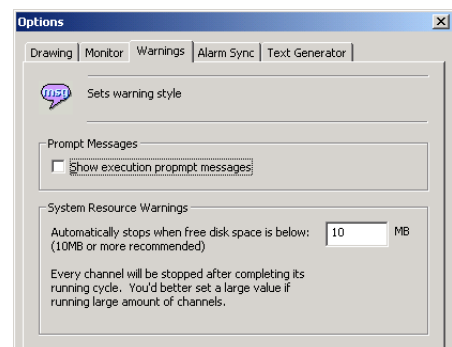 Options
Drawing Monitor Warnings Alarm Sync Text Generator
msg Sets warning style
Prompt Messages
Show execution propmpt messages
System Resource Warnings
Automatically stops when free disk space is below: 10 MB
(10MB or more recommended)
Every channel will be stopped after completing its
running cycle. You'd better set a large value if
running large amount of channels.